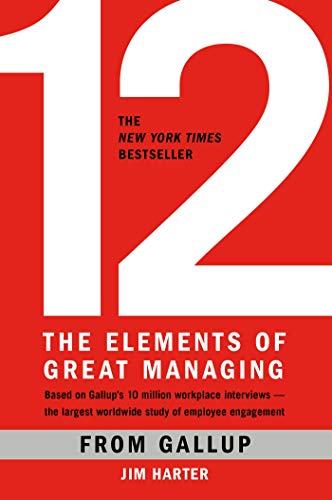 12
THE
NEW YORK TIMES
BESTSELLER
THE ELEMENTS OF
GREAT MANAGING
Based on Gallup's 10 million workplace interviews —
the largest worldwide study of employee engagement
FROM GALLUP
JIM HARTER